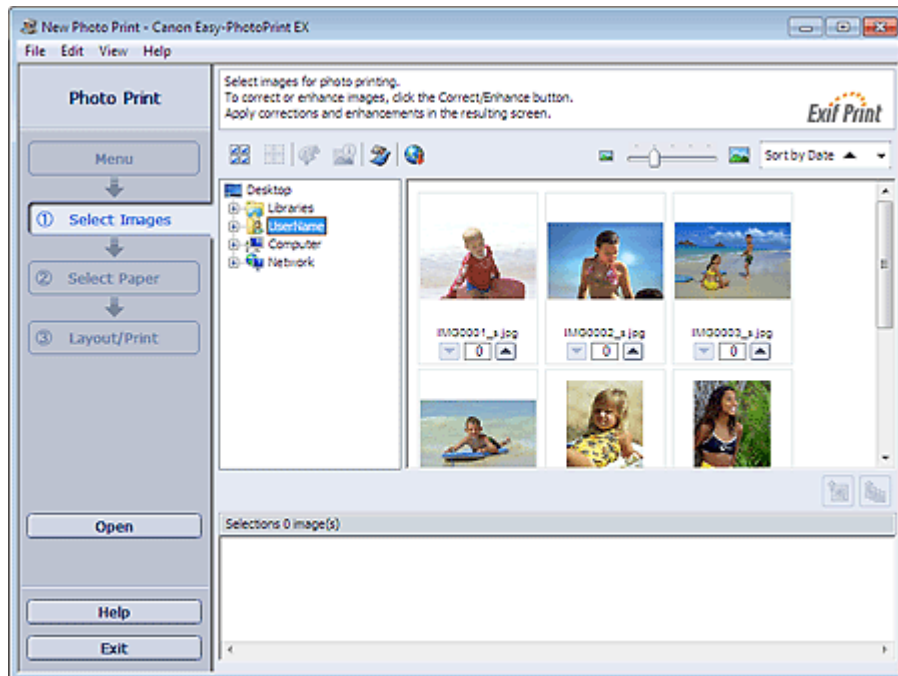 New Photo Print - Canon Easy-PhotoPrint EX
File Edit View Help
Photo Print
Select images for photo printing.
To correct or enhance images, click the Correct/Enhance button.
Apply corrections and enhancements in the resulting screen.
Exif Print
Menu
Sort by Date
① Select Images
② Select Paper
③ Layout/Print
Desktop
Libraries
UserName
Computer
Network
IMG0001_s.jpg
IMG0002_s.jpg
IMG0003_s.jpg
0
0
0
Open
Selections 0 image(s)
Help
Exit